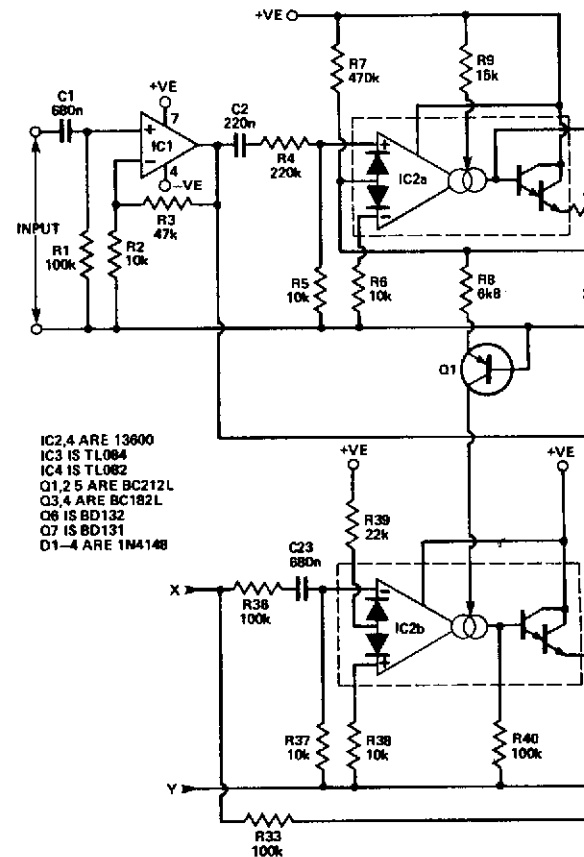 +VE
R7
470k
R9
15k
C1
680n
+VE
7
C2
220n
+
IC1
−
4
−VE
R4
220k
+
IC2a
−
R3
47k
INPUT
R1
100k
R2
10k
R5
10k
R6
10k
R8
6k8
Q1
IC2,4 ARE 13600
IC3 IS TL084
IC4 IS TL082
Q1,2 5 ARE BC212L
Q3,4 ARE BC182L
Q6 IS BD132
Q7 IS BD131
D1–4 ARE 1N4148
+VE
+VE
R39
22k
C23
680n
X
R36
100k
−
IC2b
+
R37
10k
R38
10k
R40
100k
Y
R33
100k